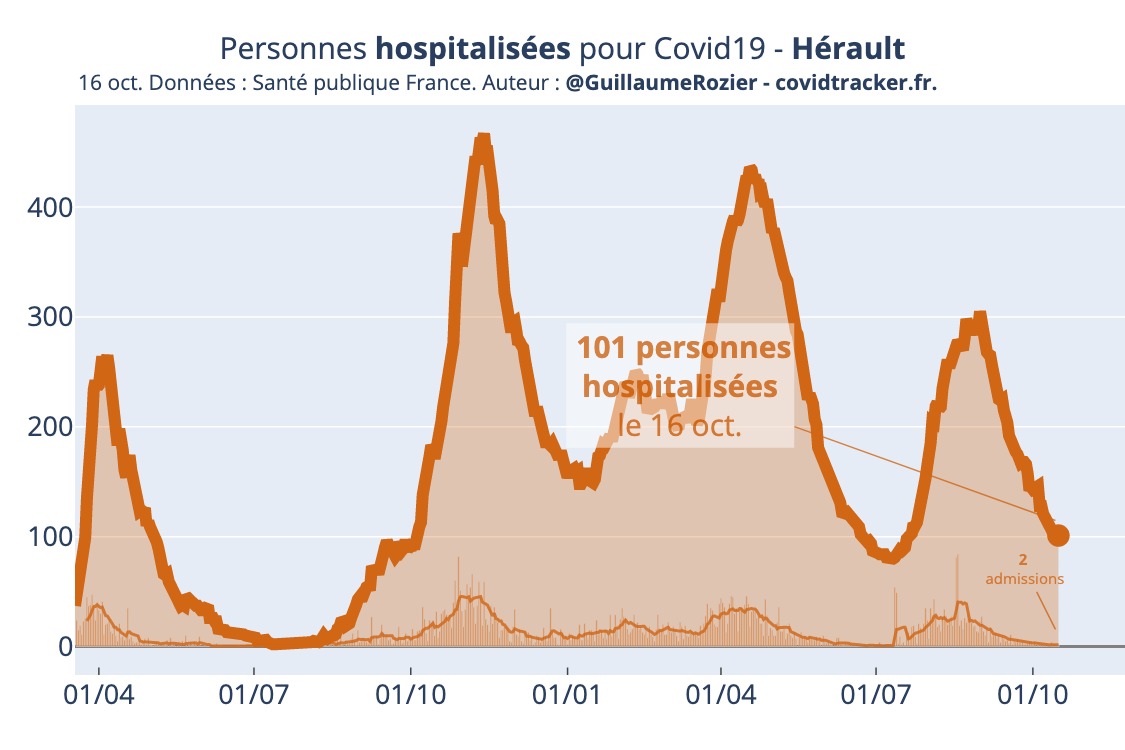 Personnes hospitalisées pour Covid19 - Hérault
16 oct. Données : Santé publique France. Auteur : @GuillaumeRozier - covidtracker.fr.
400
300
200
100
0
101 personnes
hospitalisées
le 16 oct.
2
admissions
01/04
01/07
01/10
01/01
01/04
01/07
01/10